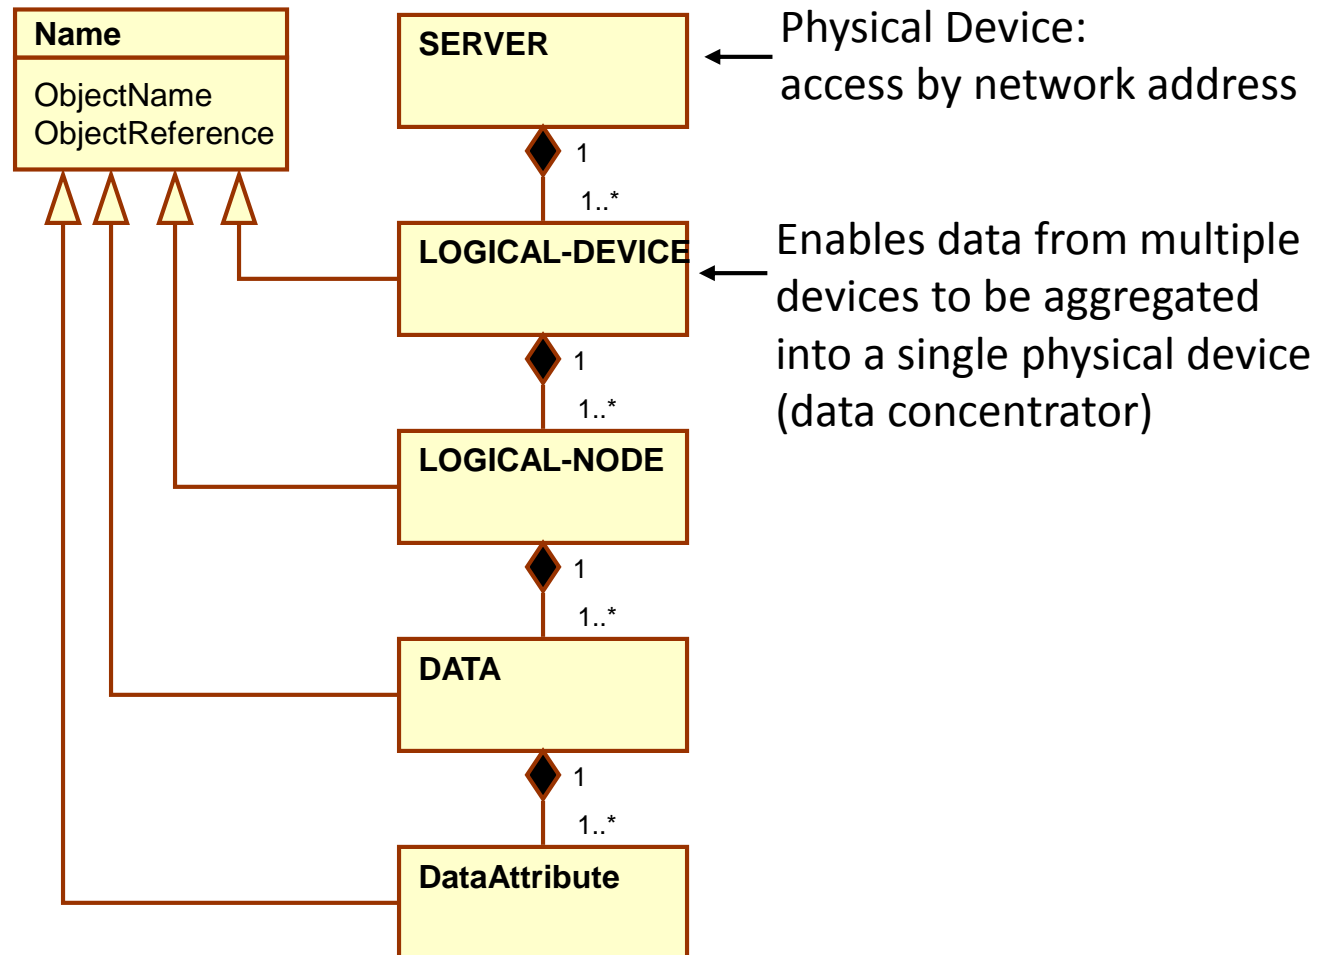 Name
ObjectName
ObjectReference
SERVER
Physical Device:
access by network address
1
1..*
LOGICAL-DEVICE
Enables data from multiple
devices to be aggregated
into a single physical device
(data concentrator)
1
1..*
LOGICAL-NODE
1
1..*
DATA
1
1..*
DataAttribute